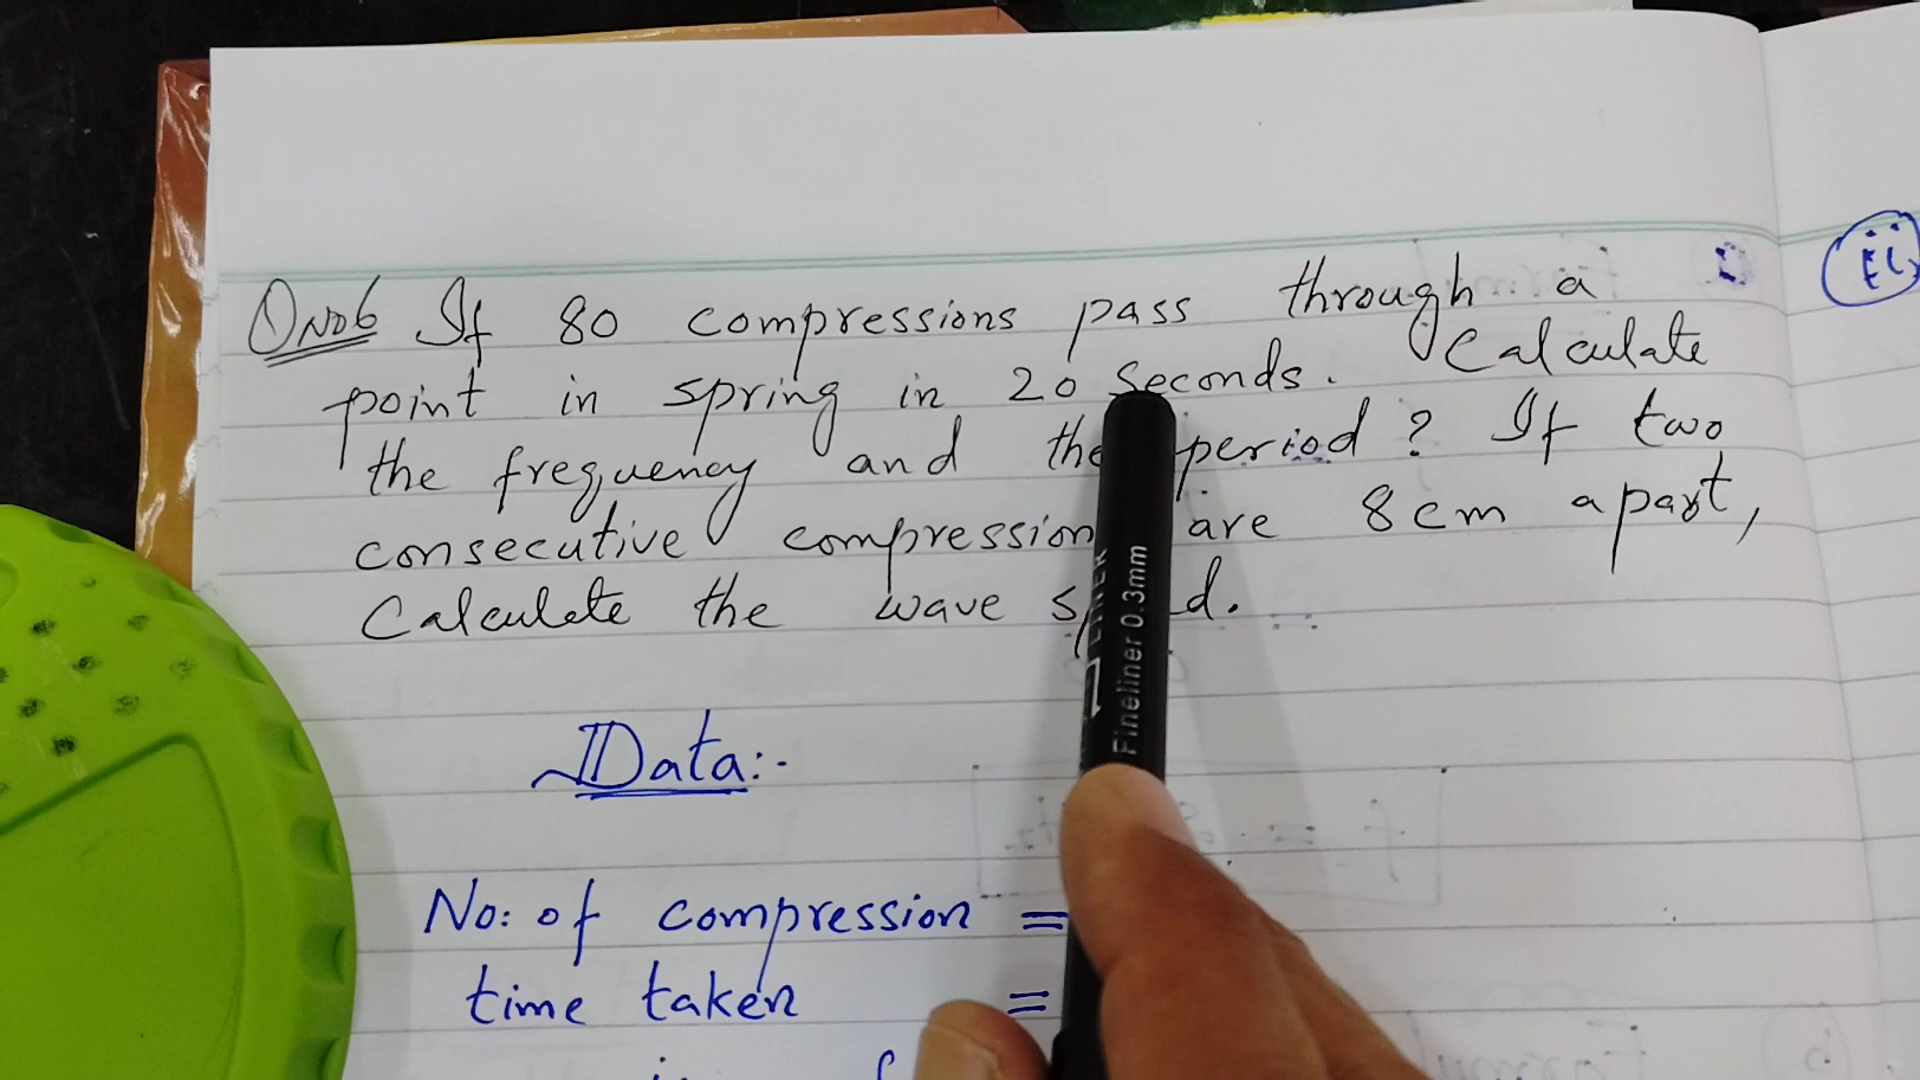 QNo6 If 80 compressions pass through a
point in spring in 20 seconds. Calculate
the frequency and the period? If two
consecutive compression are 8cm apart,
Calculate the wave
Data:-
No: of compression =
time taken =
Fineliner 0.3mm